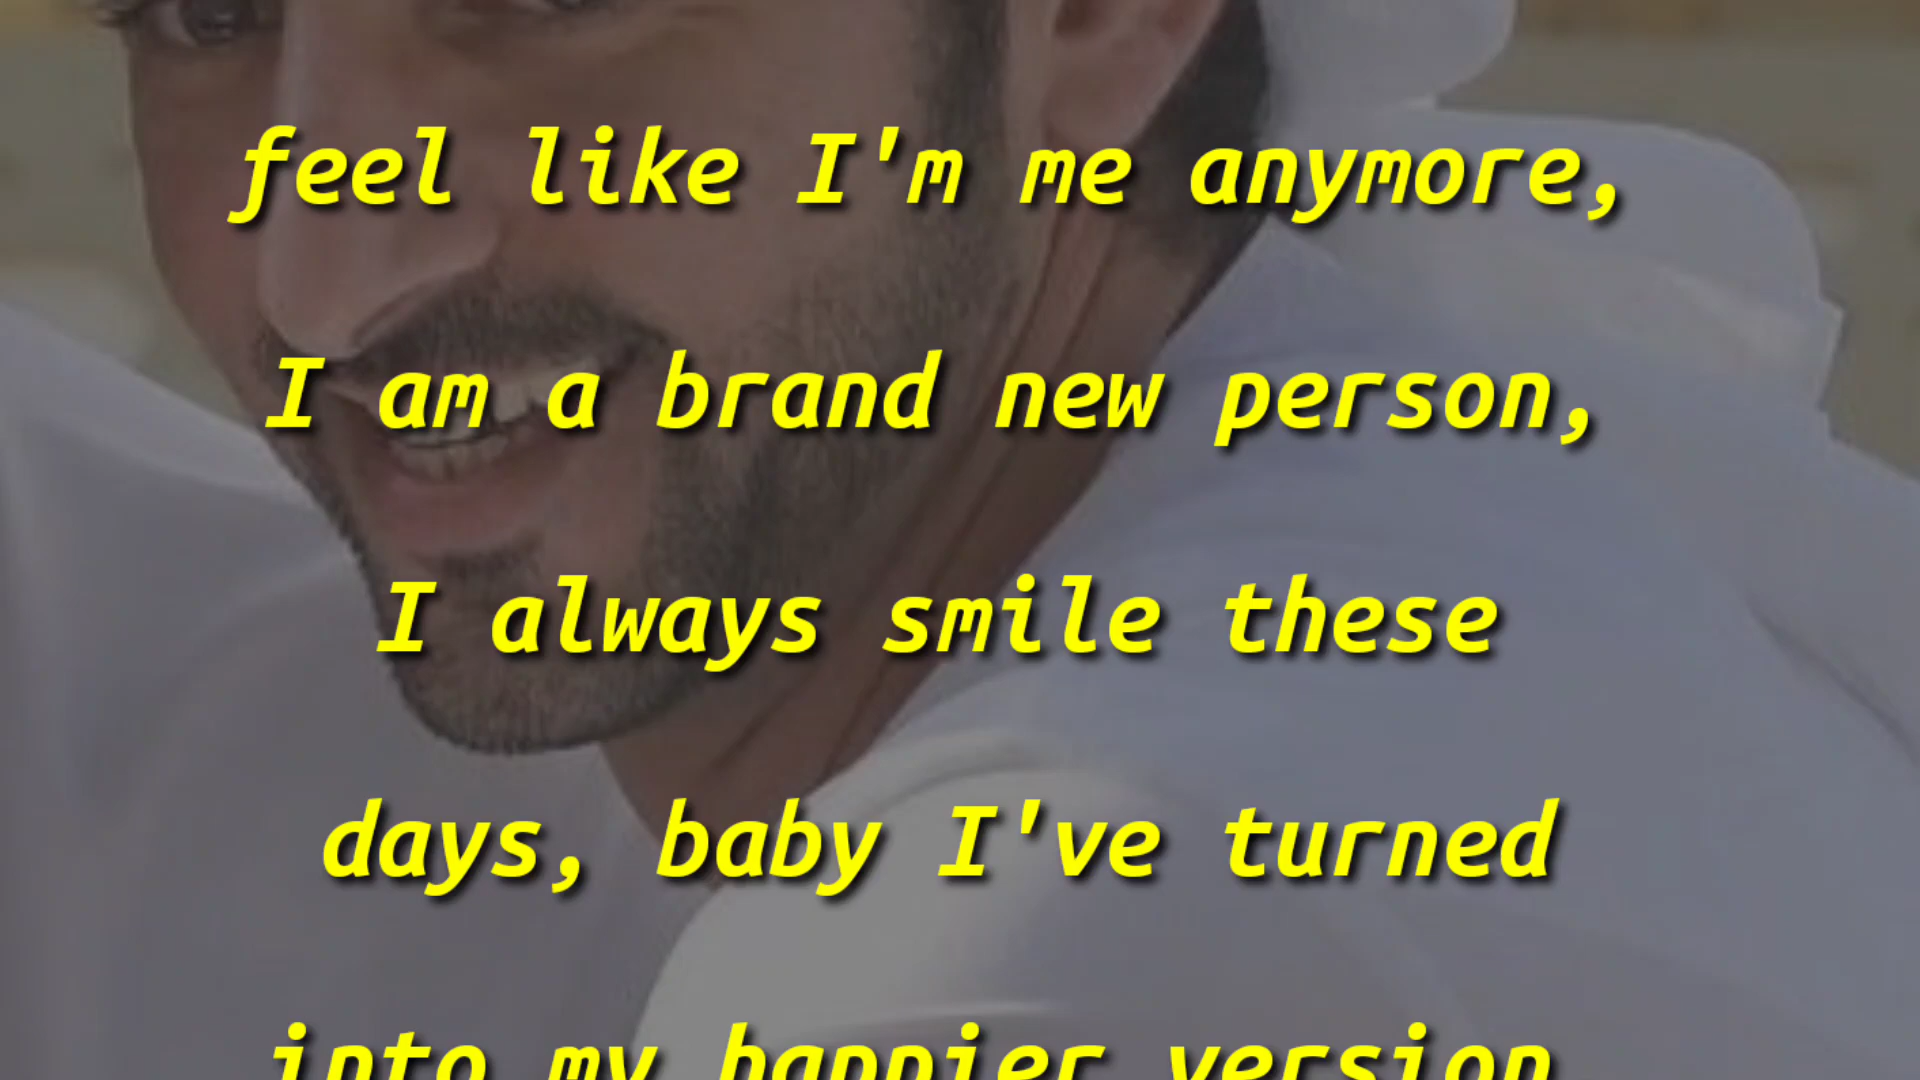 feel like I'm me anymore,
I am a brand new person,
I always smile these
days, baby I've turned
into my happier version